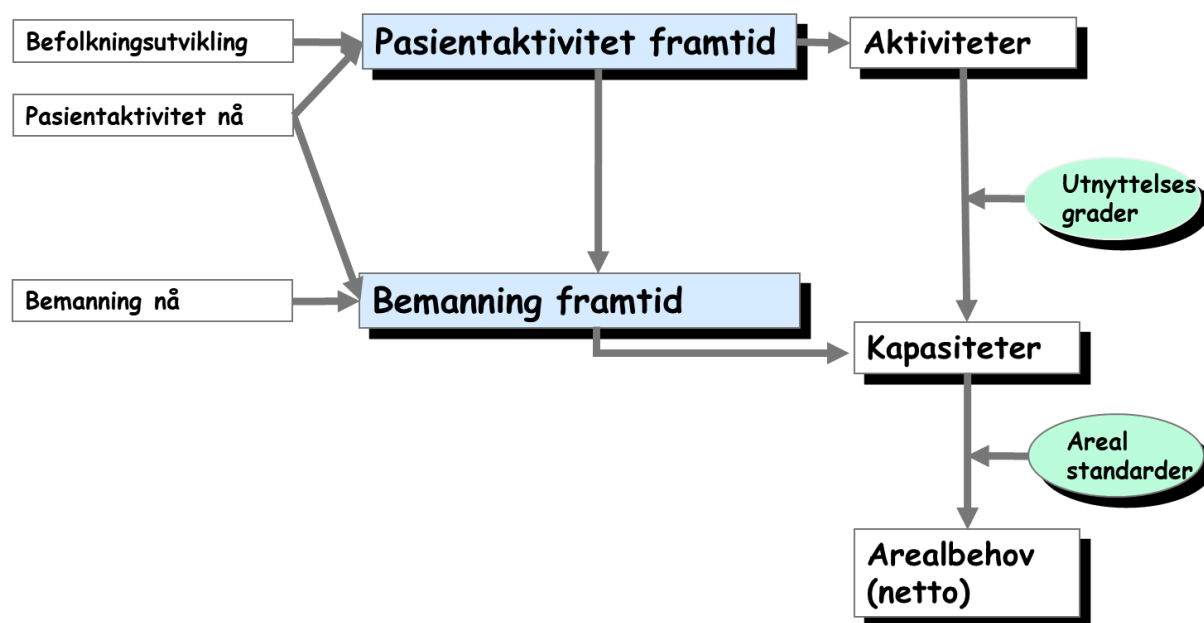 Befolkningsutvikling
Pasientaktivitet framtid
Aktiviteter
Pasientaktivitet nå
Utnyttelses
grader
Bemanning nå
Bemanning framtid
Kapasiteter
Areal
standarder
Arealbehov
(netto)